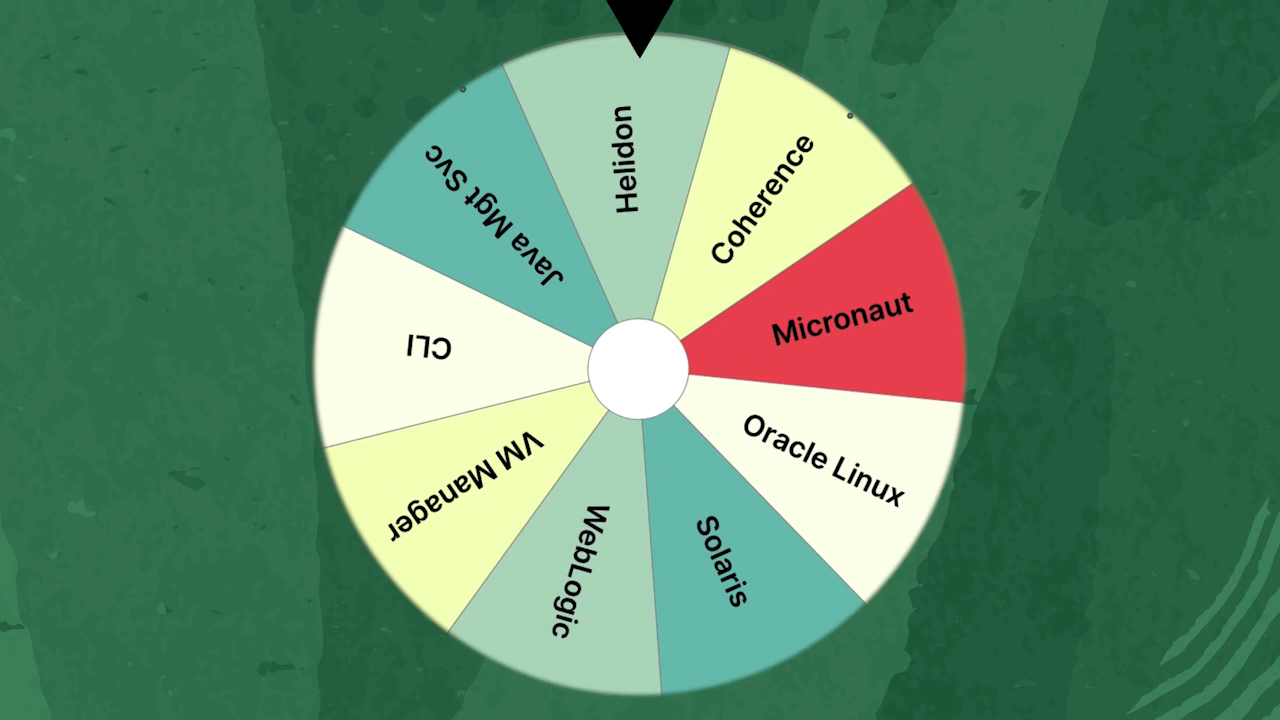 Helidon
Coherence
Micronaut
Oracle Linux
Solaris
WebLogic
VM Manager
CLI
Java Mgt Svc